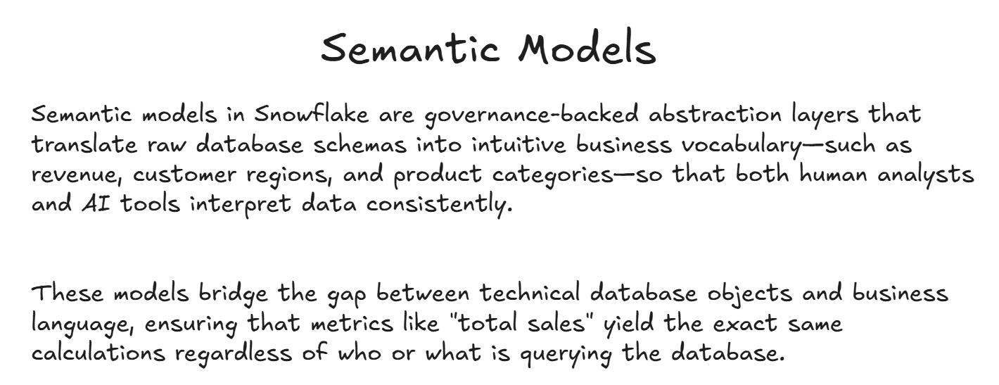 Semantic Models
Semantic models in Snowflake are governance-backed abstraction layers that
translate raw database schemas into intuitive business vocabulary—such as
revenue, customer regions, and product categories—so that both human analysts
and AI tools interpret data consistently.
These models bridge the gap between technical database objects and business
language, ensuring that metrics like "total sales" yield the exact same
calculations regardless of who or what is querying the database.